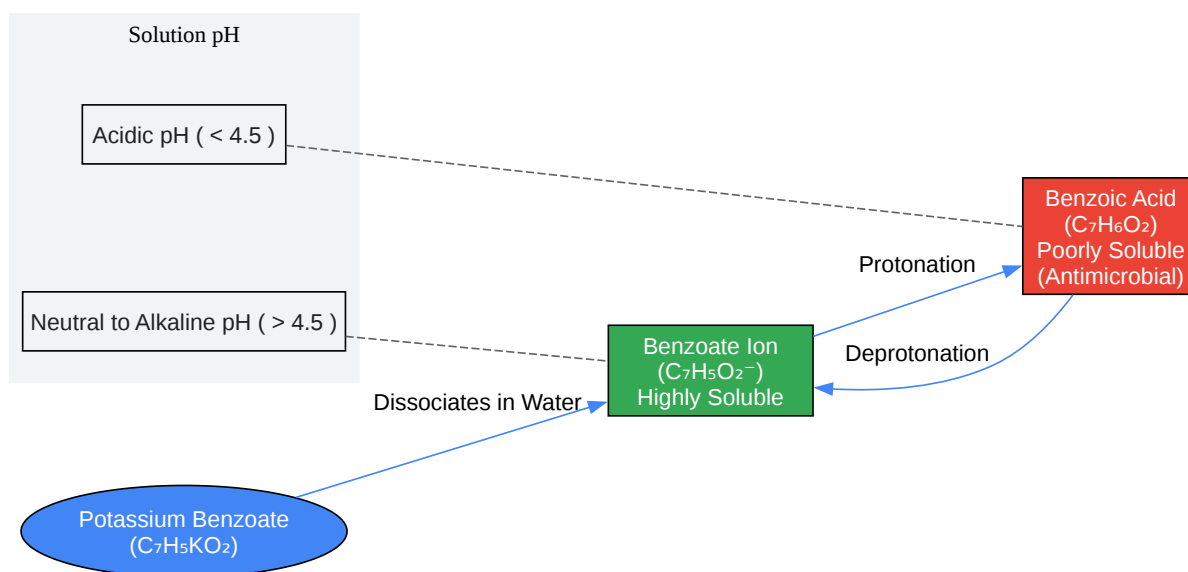 Solution pH
Acidic pH ( < 4.5 )
Neutral to Alkaline pH ( > 4.5 )
Benzoic Acid
(C₇H₆O₂)
Poorly Soluble
(Antimicrobial)
Protonation
Deprotonation
Benzoate Ion
(C₇H₅O₂⁻)
Highly Soluble
Dissociates in Water
Potassium Benzoate
(C₇H₅KO₂)